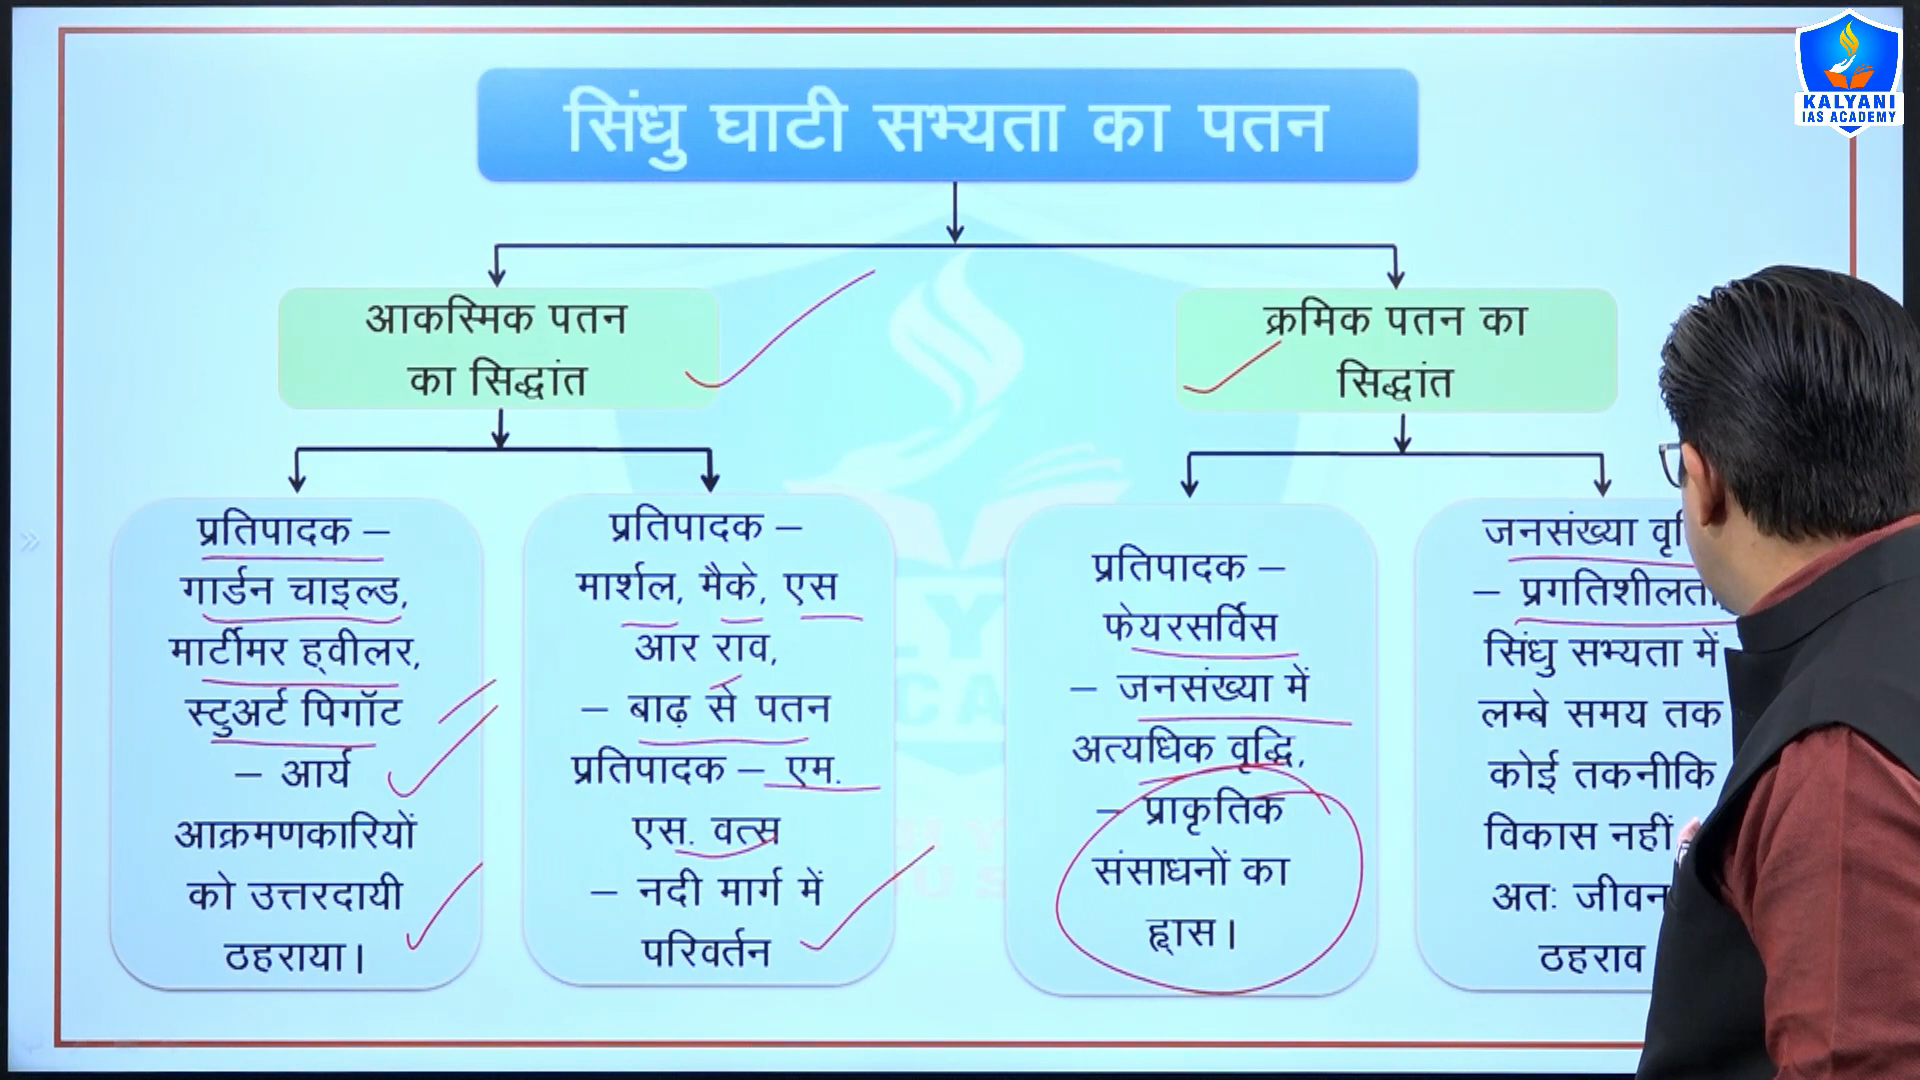 KALYANI
IAS ACADEMY
सिंधु घाटी सभ्यता का पतन
आकस्मिक पतन
का सिद्धांत
क्रमिक पतन का
सिद्धांत
प्रतिपादक –
गार्डन चाइल्ड,
मार्टीमर ह्वीलर,
स्टुअर्ट पिगॉट
– आर्य
आक्रमणकारियों
को उत्तरदायी
ठहराया।
प्रतिपादक –
मार्शल, मैके, एस
आर राव,
– बाढ़ से पतन
प्रतिपादक – एम.
एस. वत्स
– नदी मार्ग में
परिवर्तन
प्रतिपादक –
फेयरसर्विस
– जनसंख्या में
अत्यधिक वृद्धि,
– प्राकृतिक
संसाधनों का
ह्रास।
जनसंख्या
– प्रगतिशीलता
सिंधु सभ्यता में
लम्बे समय तक
कोई तकनीकि
विकास नहीं
अतः जीवन
ठहराव